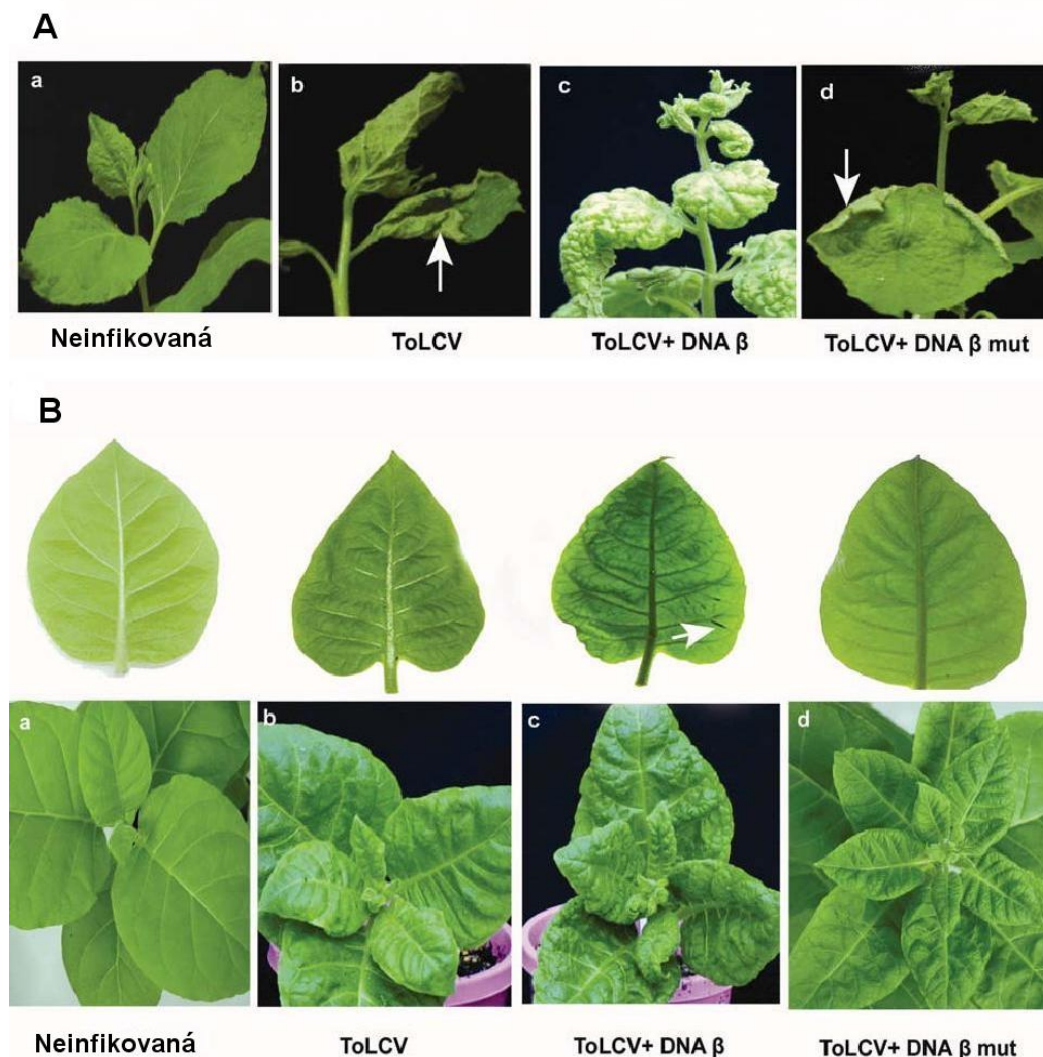 A
a b c d
Neinfikovaná ToLCV ToLCV+ DNA β ToLCV+ DNA β mut
B
a b c d
Neinfikovaná ToLCV ToLCV+ DNA β ToLCV+ DNA β mut